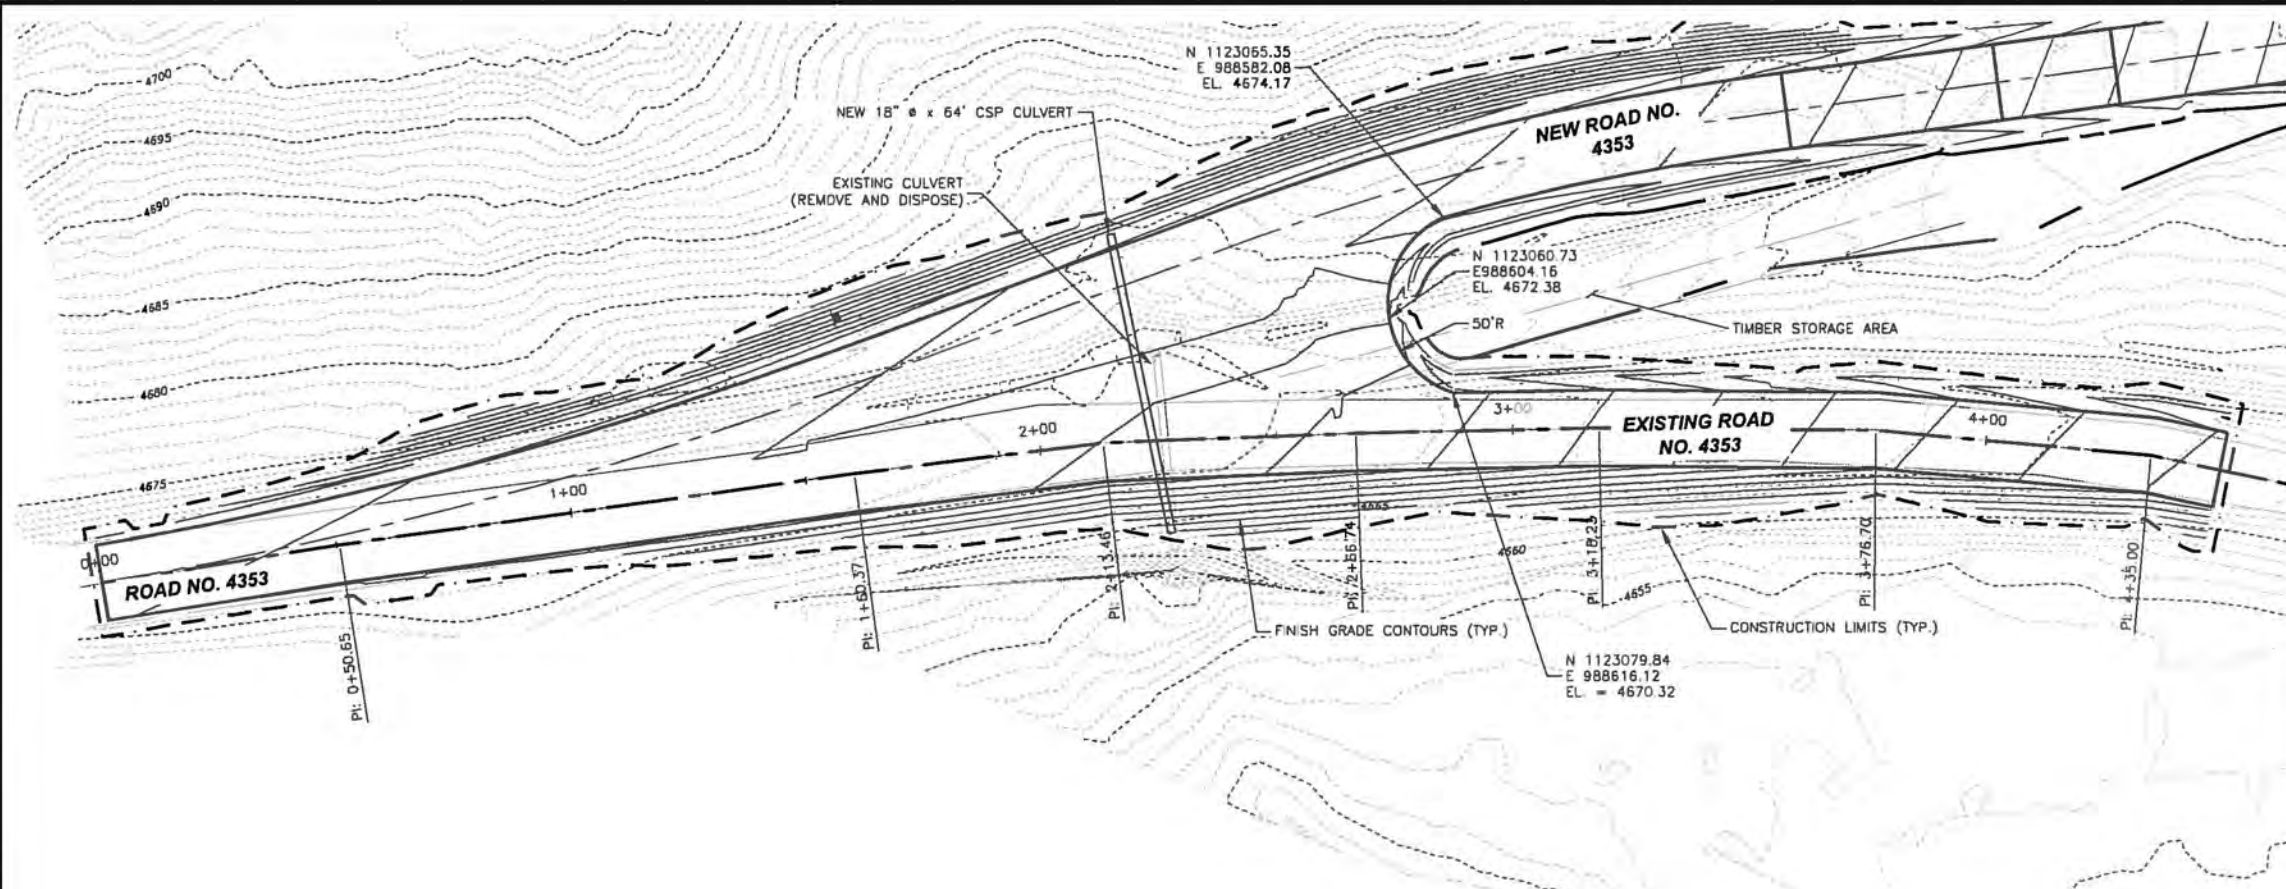 4700
4695
4690
4685
4680
4675
N 1123065.35
E 988582.08
EL. 4674.17
NEW 18" ø x 64' CSP CULVERT
EXISTING CULVERT
(REMOVE AND DISPOSE)
NEW ROAD NO.
4353
N 1123060.73
E988604.16
EL. 4672.38
50'R
TIMBER STORAGE AREA
0+00
1+00
2+00
3+00
4+00
EXISTING ROAD
NO. 4353
ROAD NO. 4353
4665
4660
4655
PI: 0+50.65
PI: 1+60.37
PI: 2+13.46
PI: 2+66.74
PI: 3+18.23
PI: 3+76.70
PI: 4+35.00
FINISH GRADE CONTOURS (TYP.)
CONSTRUCTION LIMITS (TYP.)
N 1123079.84
E 988616.12
EL. = 4670.32